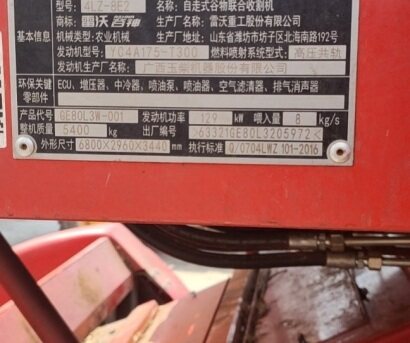 型号: 4LZ-8E2 名称: 自走式谷物联合收割机
基本信息 商标: 雷沃谷神 生产厂名称: 雷沃重工股份有限公司
机械类型: 农业机械 生产厂地址: 山东省潍坊市坊子区北海南路192号
发动机型号: YC4A175-T300 燃料喷射系统型式: 高压共轨
发动机生产厂名称: 广西玉柴机器股份有限公司
环保关键零部件 ECU、增压器、中冷器、喷油泵、喷油器、空气滤清器、排气消声器
产品代号 GE80L3W-001 发动机功率 129 kW 喂入量 8 kg/s
整机质量 5400 kg 出厂编号 >63321GE80L3205972<
外形尺寸 6800×2960×3440 mm 执行标准 Q/0704LWZ 101-2016